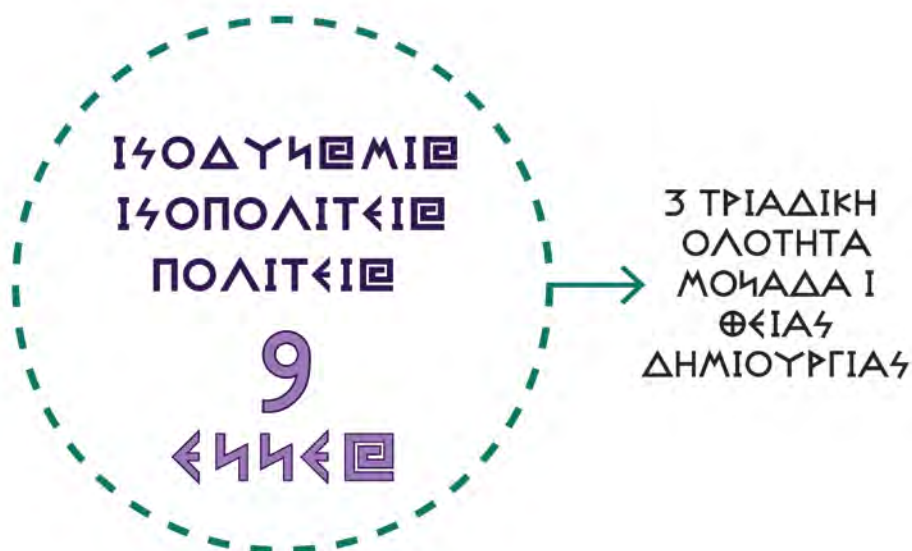 ΙΣΟΔΥΝΑΜΙΑ
ΙΣΟΠΟΛΙΤΕΙΑ
ΠΟΛΙΤΕΙΑ
9
ΕΝΝΕΑ
3 ΤΡΙΑΔΙΚΗ
ΟΛΟΤΗΤΑ
ΜΟΝΑΔΑ Ι
ΘΕΙΑΣ
ΔΗΜΙΟΥΡΓΙΑΣ